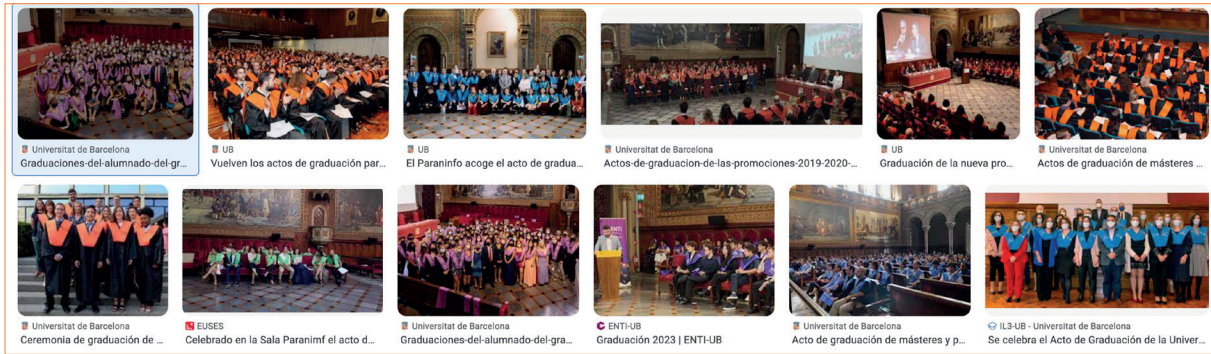 Universitat de Barcelona
Graduaciones-del-alumnado-del-gr...
UB
Vuelven los actos de graduación par...
UB
El Paraninfo acoge el acto de gradua...
Universitat de Barcelona
Actos-de-graduacion-de-las-promociones-2019-2020-...
UB
Graduación de la nueva pro...
Universitat de Barcelona
Actos de graduación de másteres ...
Universitat de Barcelona
Ceremonia de graduación de ...
EUSES
Celebrado en la Sala Paranimf el acto d...
Universitat de Barcelona
Graduaciones-del-alumnado-del-gra...
ENTI
ENTI-UB
Graduación 2023 | ENTI-UB
Universitat de Barcelona
Acto de graduación de másteres y p...
IL3-UB - Universitat de Barcelona
Se celebra el Acto de Graduación de la Univer...